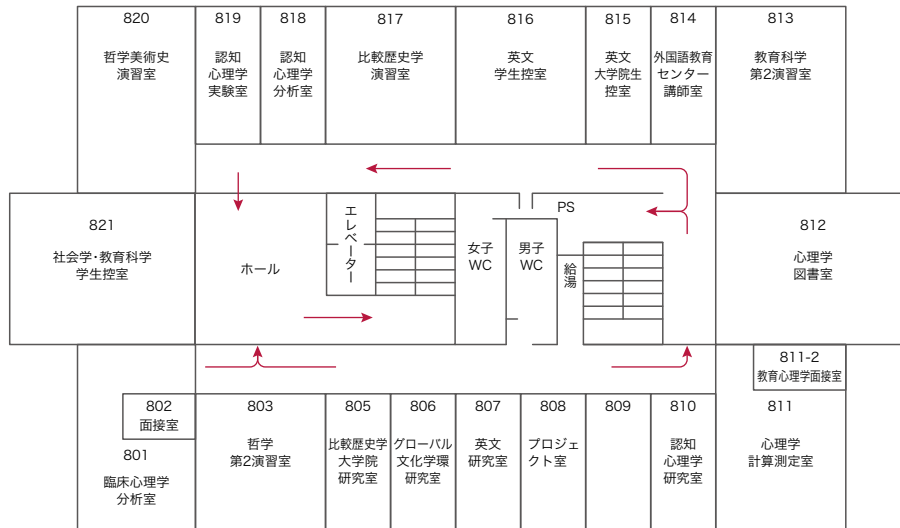 820
哲学美術史
演習室
819
認知
心理学
実験室
818
認知
心理学
分析室
817
比較歴史学
演習室
816
英文
学生控室
815
英文
大学院生
控室
814
外国語教育
センター
講師室
813
教育科学
第2演習室
821
社会学・教育科学
学生控室
ホール
エレベーター
女子
WC
男子
WC
PS
給湯
812
心理学
図書室
811-2
教育心理学面接室
802
面接室
801
臨床心理学
分析室
803
哲学
第2演習室
805
比較歴史学
大学院
研究室
806
グローバル
文化学環
研究室
807
英文
研究室
808
プロジェ
クト室
809
810
認知
心理学
研究室
811
心理学
計算測定室